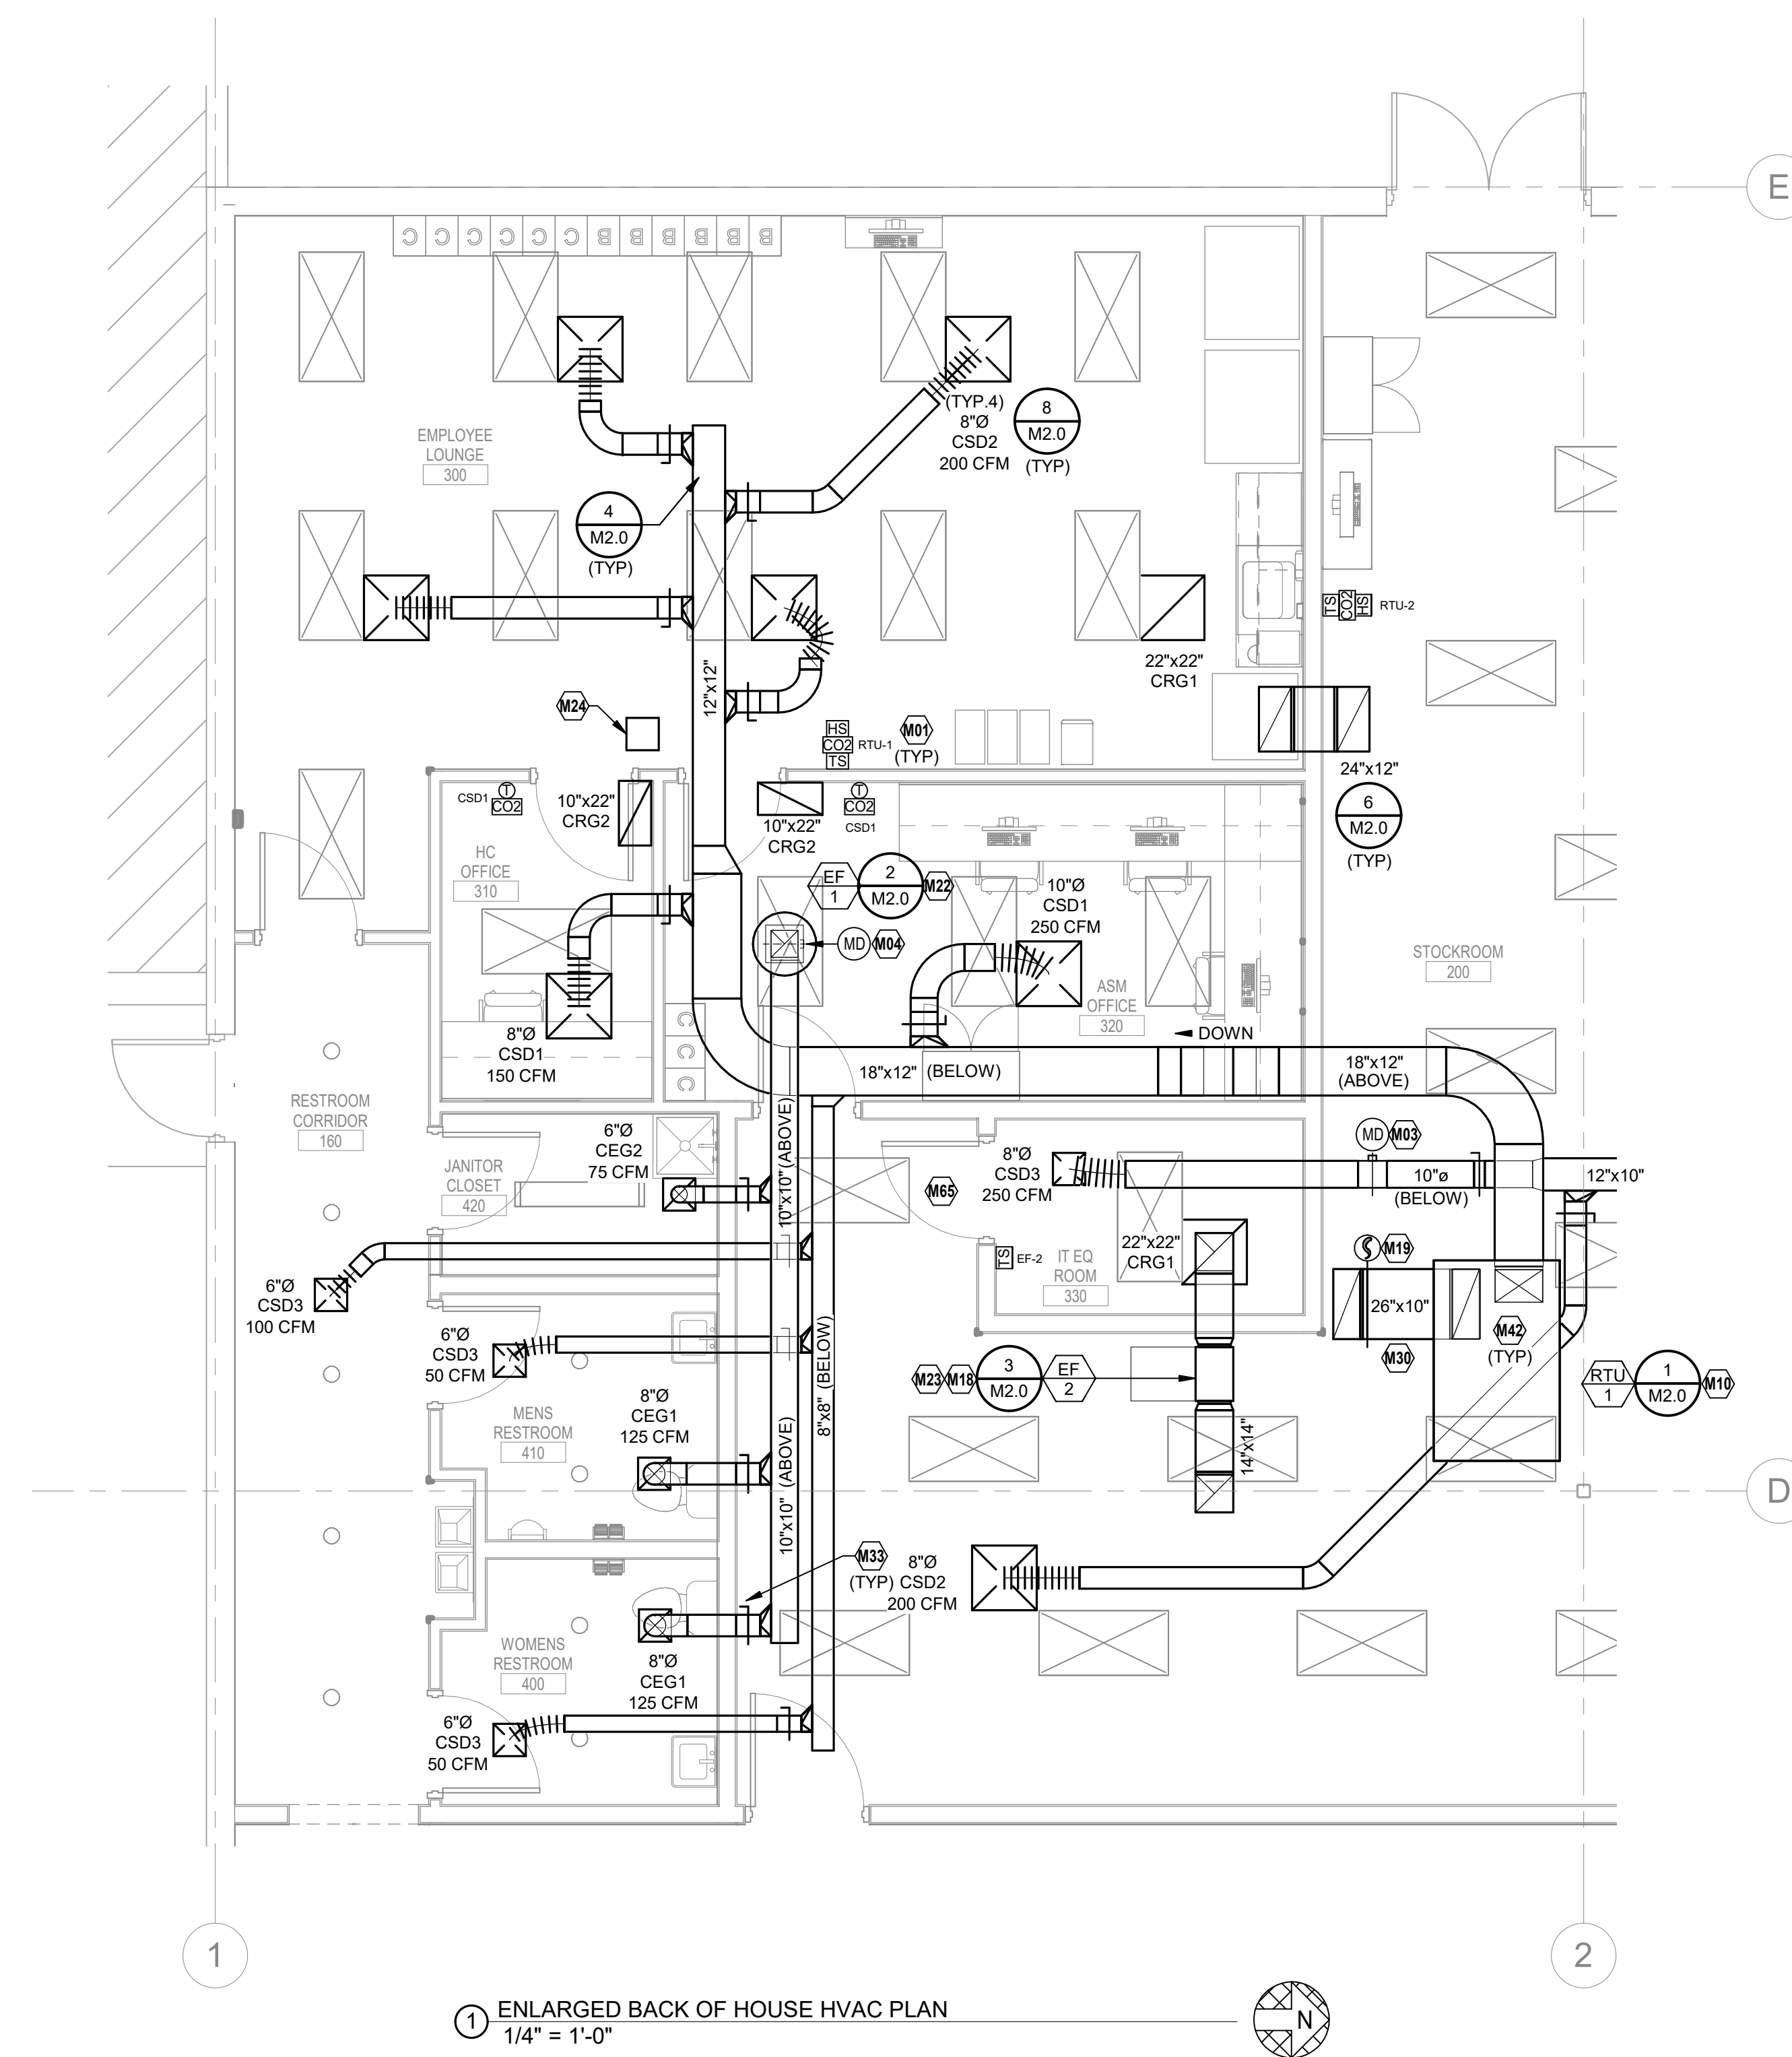 E
C C C C C C B B B B B B
(TYP.4)
8"Ø
CSD2
200 CFM
8
M2.0
(TYP)
EMPLOYEE
LOUNGE
300
4
M2.0
(TYP)
TS
CO2
HS
RTU-2
22"x22"
CRG1
12"x12"
M24
HS
CO2
TS
RTU-1
M01
(TYP)
24"x12"
6
M2.0
(TYP)
CSD1
T
CO2
10"x22"
CRG2
10"x22"
CRG2
T
CO2
CSD1
HC
OFFICE
310
EF
1
2
M2.0
M22
10"Ø
CSD1
250 CFM
MD
M04
STOCKROOM
200
ASM
OFFICE
320
DOWN
C
C
C
8"Ø
CSD1
150 CFM
18"x12"
(BELOW)
18"x12"
(ABOVE)
RESTROOM
CORRIDOR
160
6"Ø
CEG2
75 CFM
10"x10"
(ABOVE)
MD
M03
JANITOR
CLOSET
420
8"Ø
CSD3
250 CFM
10"ø
(BELOW)
12"x10"
M65
TS
EF-2
IT EQ
ROOM
330
22"x22"
CRG1
M19
6"Ø
CSD3
100 CFM
26"x10"
M42
(TYP)
M30
6"Ø
CSD3
50 CFM
8"x8"
(BELOW)
M23
M18
3
M2.0
EF
2
RTU
1
1
M2.0
M10
MENS
RESTROOM
410
8"Ø
CEG1
125 CFM
10"x10"
(ABOVE)
14"x14"
D
M33
(TYP)
8"Ø
CSD2
200 CFM
WOMENS
RESTROOM
400
8"Ø
CEG1
125 CFM
6"Ø
CSD3
50 CFM
1
2
1
ENLARGED BACK OF HOUSE HVAC PLAN
1/4" = 1'-0"
N